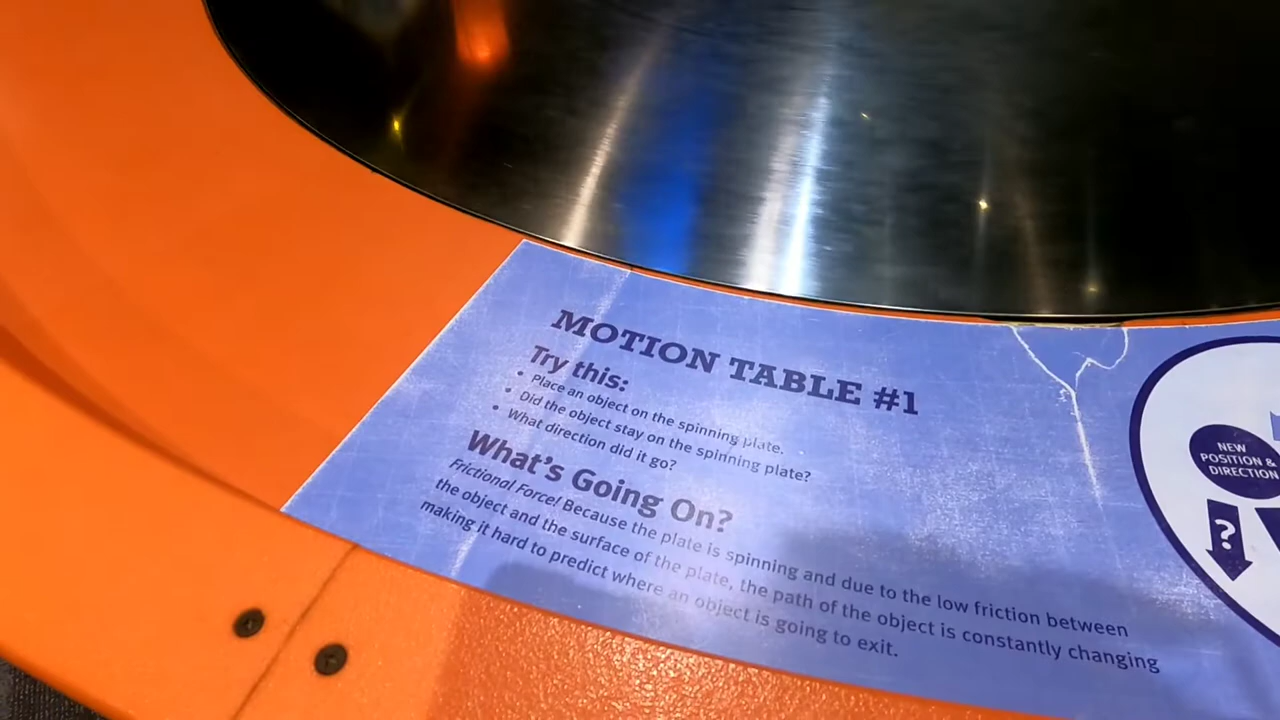 MOTION TABLE #1
Try this:
• Place an object on the spinning plate.
• Did the object stay on the spinning plate?
• What direction did it go?
What's Going On?
Frictional Force! Because the plate is spinning and due to the low friction between
the object and the surface of the plate, the path of the object is constantly changing
making it hard to predict where an object is going to exit.
NEW
POSITION &
DIRECTION
?